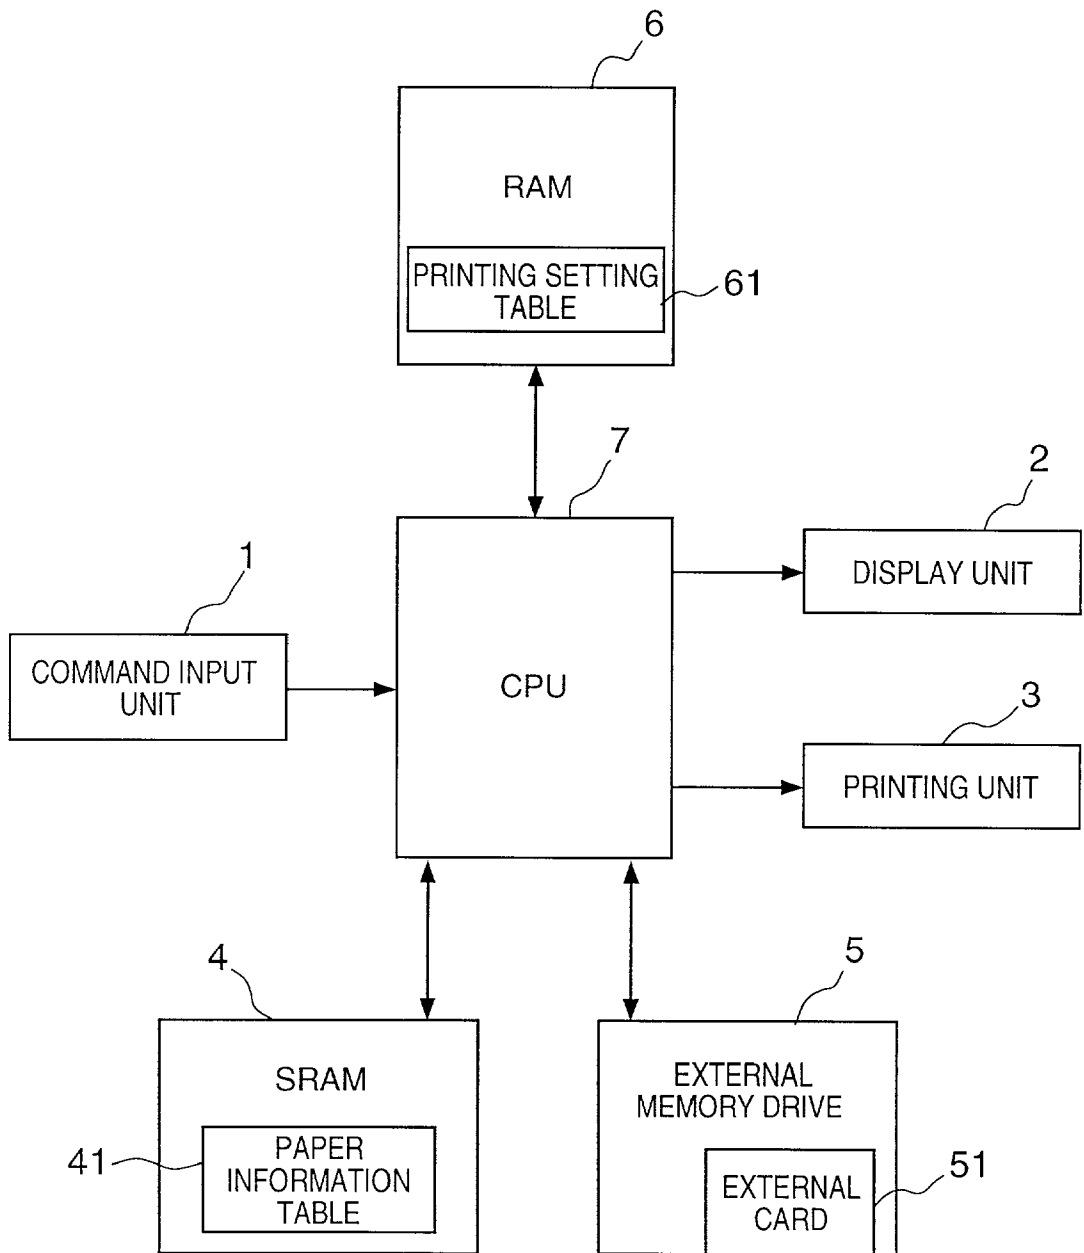 6
RAM
PRINTING SETTING
TABLE
61
7
2
DISPLAY UNIT
1
COMMAND INPUT
UNIT
CPU
3
PRINTING UNIT
4
SRAM
41
PAPER
INFORMATION
TABLE
5
EXTERNAL
MEMORY DRIVE
51
EXTERNAL
CARD